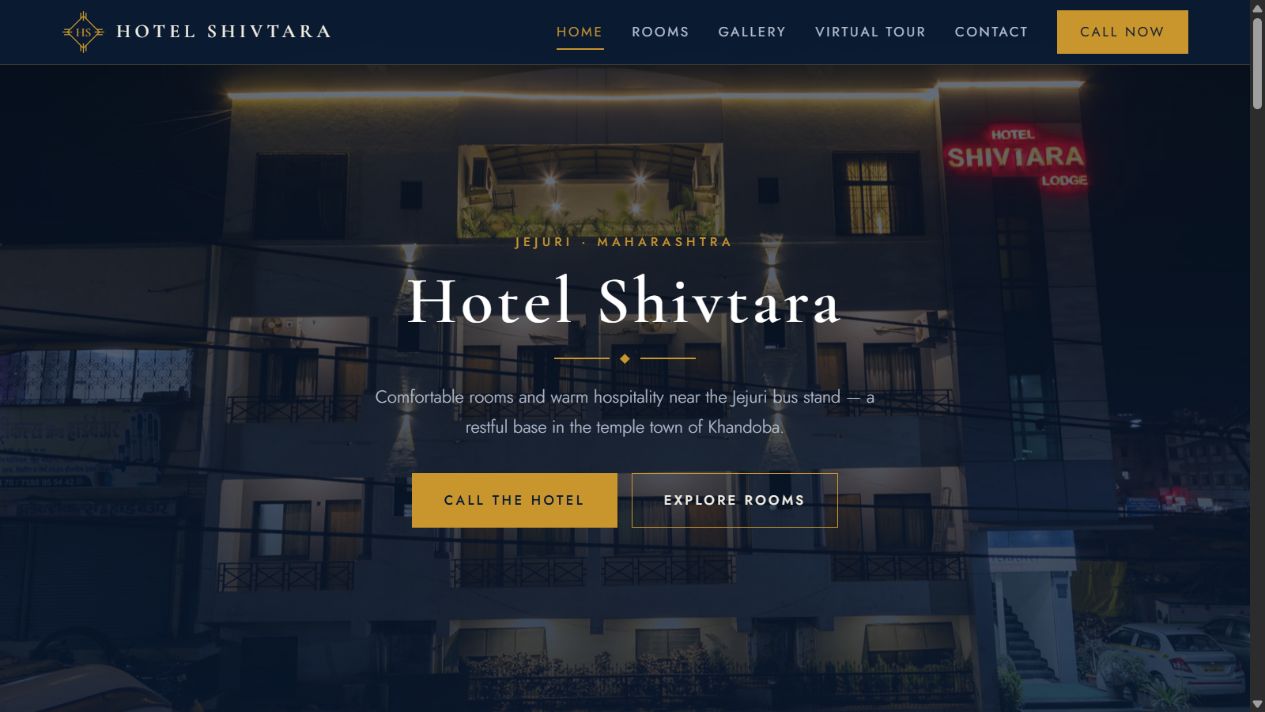 HS
HOTEL SHIVTARA
HOME
ROOMS
GALLERY
VIRTUAL TOUR
CONTACT
CALL NOW
HOTEL
SHIVTARA
LODGE
JEJURI · MAHARASHTRA
Hotel Shivtara
Comfortable rooms and warm hospitality near the Jejuri bus stand — a
restful base in the temple town of Khandoba.
CALL THE HOTEL
EXPLORE ROOMS